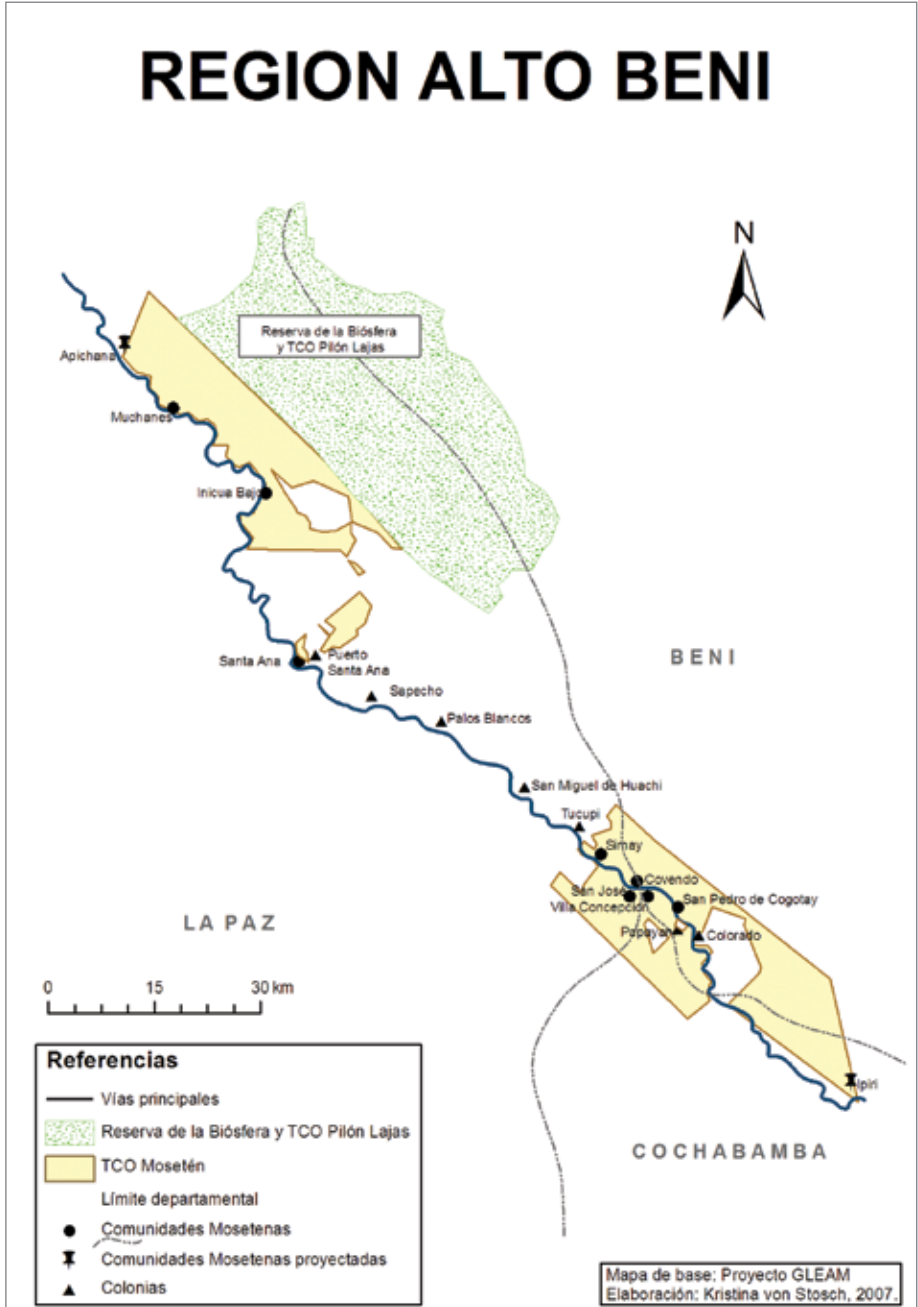 REGION ALTO BENI
N
Reserva de la Biósfera
y TCO Pilón Lajas
Apichana
Muchanes
Inicua Bajo
Santa Ana
Puerto
Santa Ana
Sapecho
Palos Blancos
BENI
San Miguel de Huachi
Tucupi
Simay
Covendo
San José
Villa Concepción
San Pedro de Cogotay
Popoyan
Colorado
LA PAZ
0 15 30 km
Ipiri
COCHABAMBA
Referencias
Vías principales
Reserva de la Biósfera y TCO Pilón Lajas
TCO Mosetén
Límite departamental
Comunidades Mosetenas
Comunidades Mosetenas proyectadas
Colonias
Mapa de base: Proyecto GLEAM
Elaboración: Kristina von Stosch, 2007.